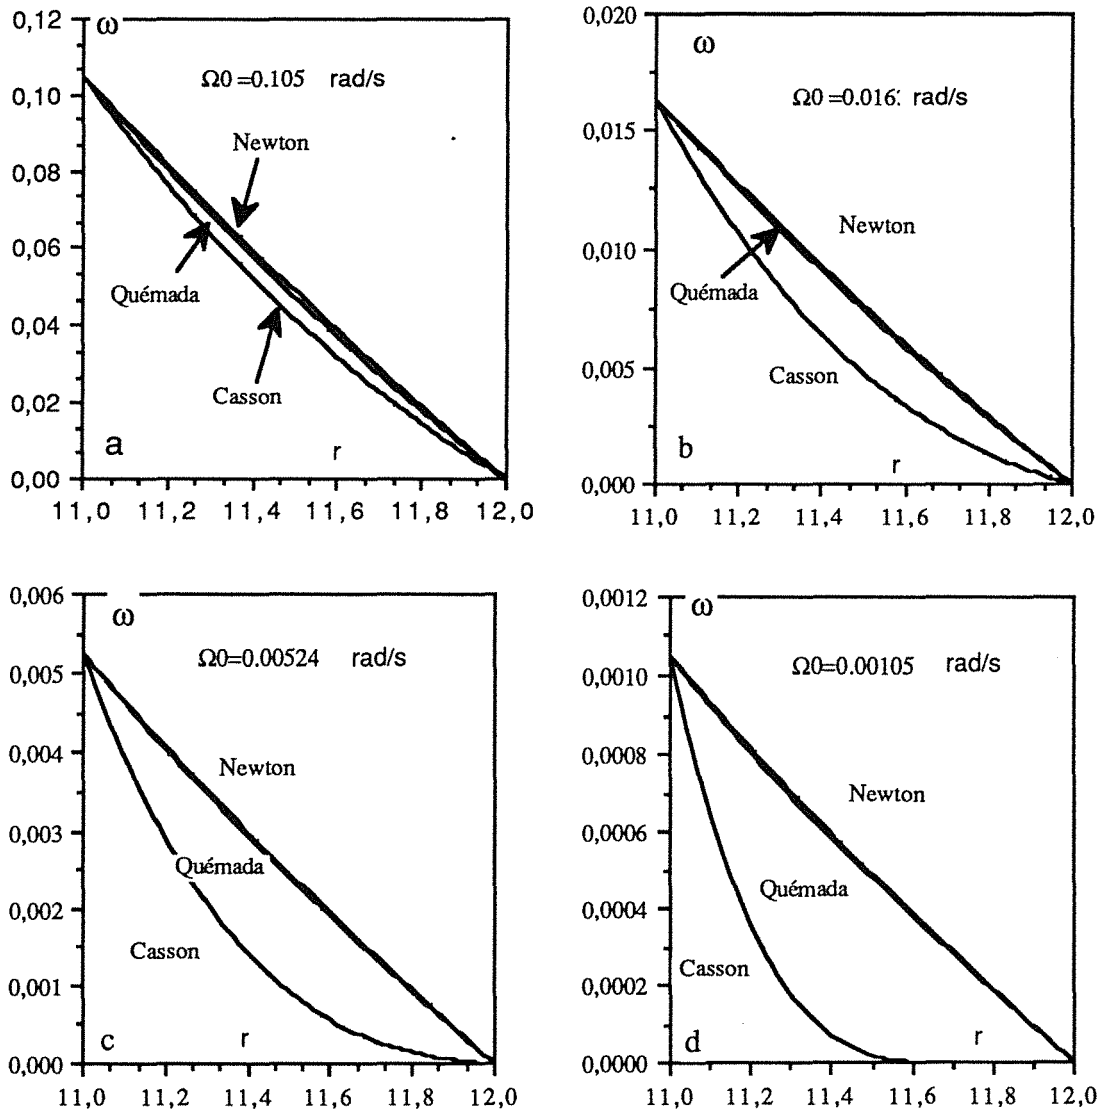 0,12
ω
Ω0 =0.105 rad/s
0,10
Newton
0,08
0,06
Quémada
0,04
Casson
0,02
a
r
0,00
11,0 11,2 11,4 11,6 11,8 12,0
0,020
ω
Ω0 =0.016: rad/s
0,015
Newton
0,010
Quémada
Casson
0,005
b
r
0,000
11,0 11,2 11,4 11,6 11,8 12,0
0,006
ω
Ω0=0.00524 rad/s
0,005
0,004
Newton
0,003
Quémada
0,002
Casson
0,001
c
r
0,000
11,0 11,2 11,4 11,6 11,8 12,0
0,0012
ω
Ω0=0.00105 rad/s
0,0010
0,0008
Newton
0,0006
Quémada
0,0004
Casson
0,0002
d
r
0,0000
11,0 11,2 11,4 11,6 11,8 12,0